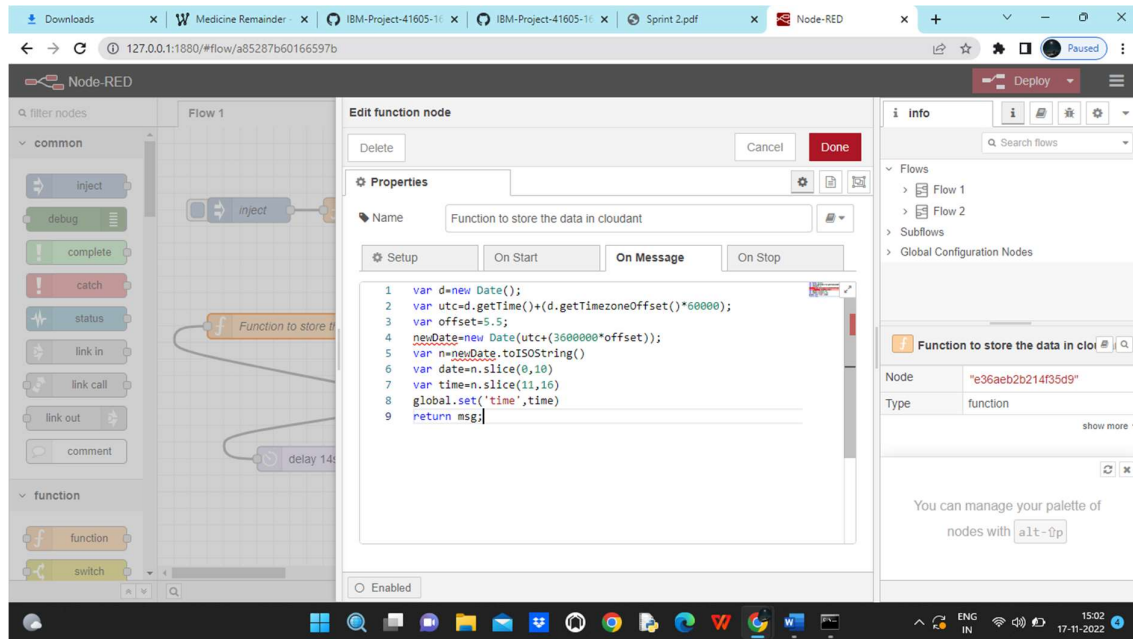 Downloads
Medicine Remainder -
IBM-Project-41605-16
IBM-Project-41605-16
Sprint 2.pdf
Node-RED
127.0.0.1:1880/#flow/a85287b60166597b
Paused
Node-RED
Deploy
filter nodes
Flow 1
common
inject
debug
complete
catch
status
link in
link call
link out
comment
function
function
switch
inject
Function to store th
delay 14s
Edit function node
Delete
Cancel
Done
Properties
Name
Function to store the data in cloudant
Setup
On Start
On Message
On Stop
1 var d=new Date();
2 var utc=d.getTime()+(d.getTimezoneOffset()*60000);
3 var offset=5.5;
4 newDate=new Date(utc+(3600000*offset));
5 var n=newDate.toISOString()
6 var date=n.slice(0,10)
7 var time=n.slice(11,16)
8 global.set('time',time)
9 return msg;
Enabled
i info
i
Search flows
Flows
Flow 1
Flow 2
Subflows
Global Configuration Nodes
Function to store the data in clou
Node "e36aeb2b214f35d9"
Type function
show more
You can manage your palette of
nodes with alt-⇧p
ENG
IN
15:02
17-11-2022
4